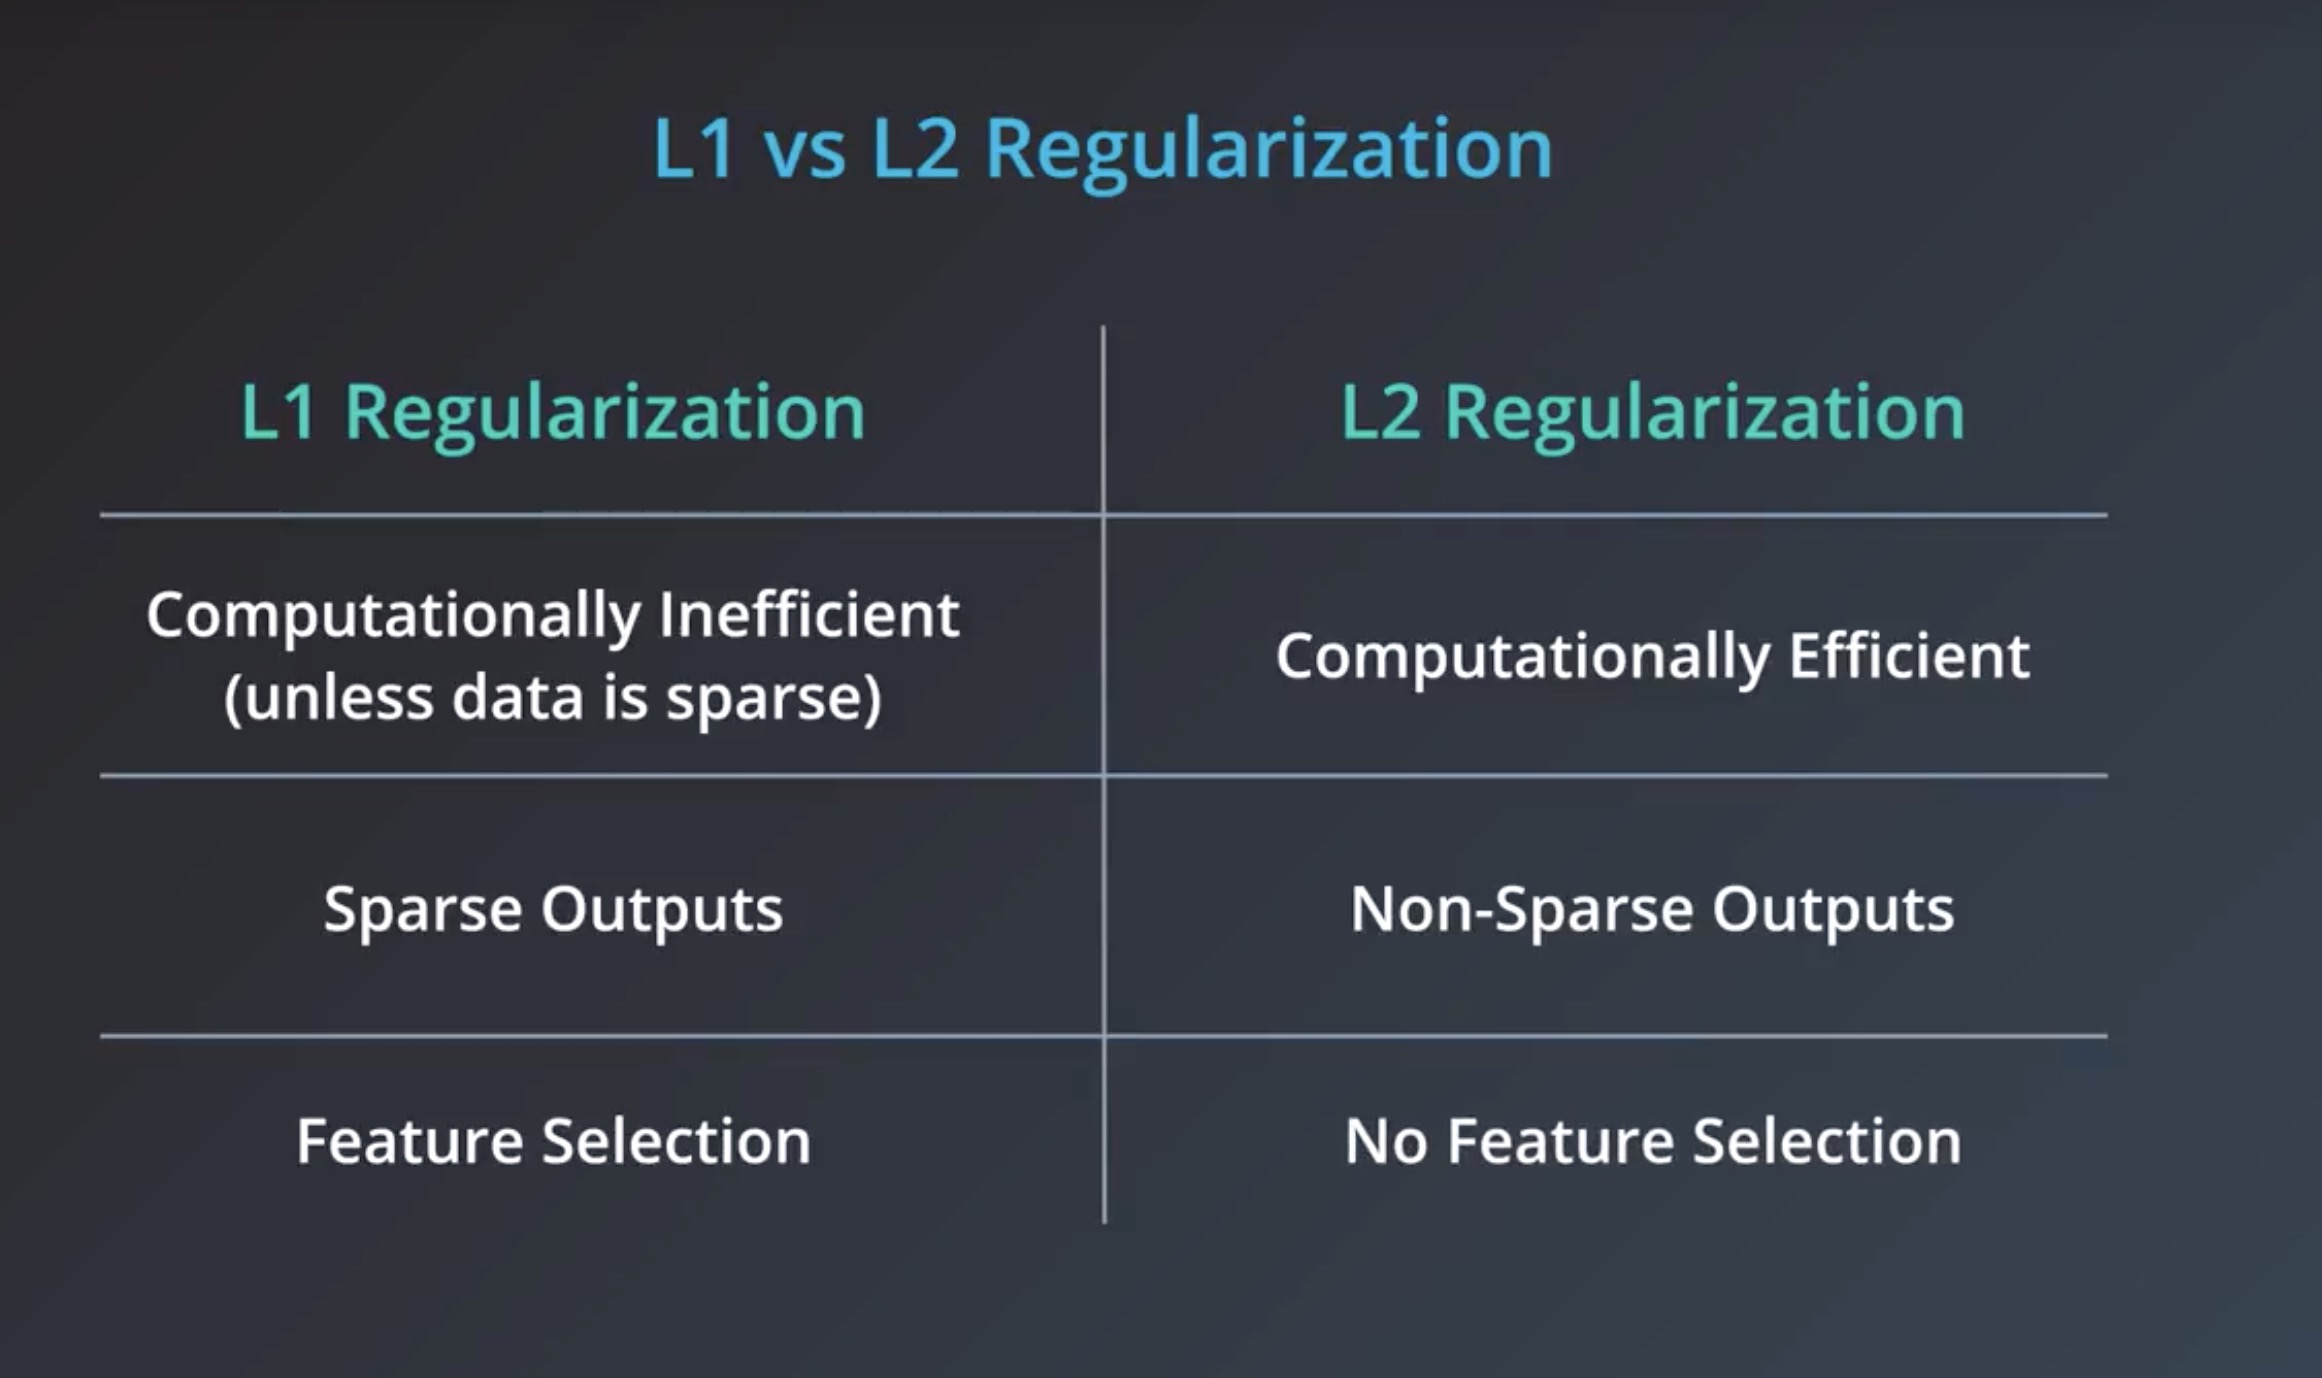 L1 vs L2 Regularization
L1 Regularization
L2 Regularization
Computationally Inefficient
(unless data is sparse)
Computationally Efficient
Sparse Outputs
Non-Sparse Outputs
Feature Selection
No Feature Selection